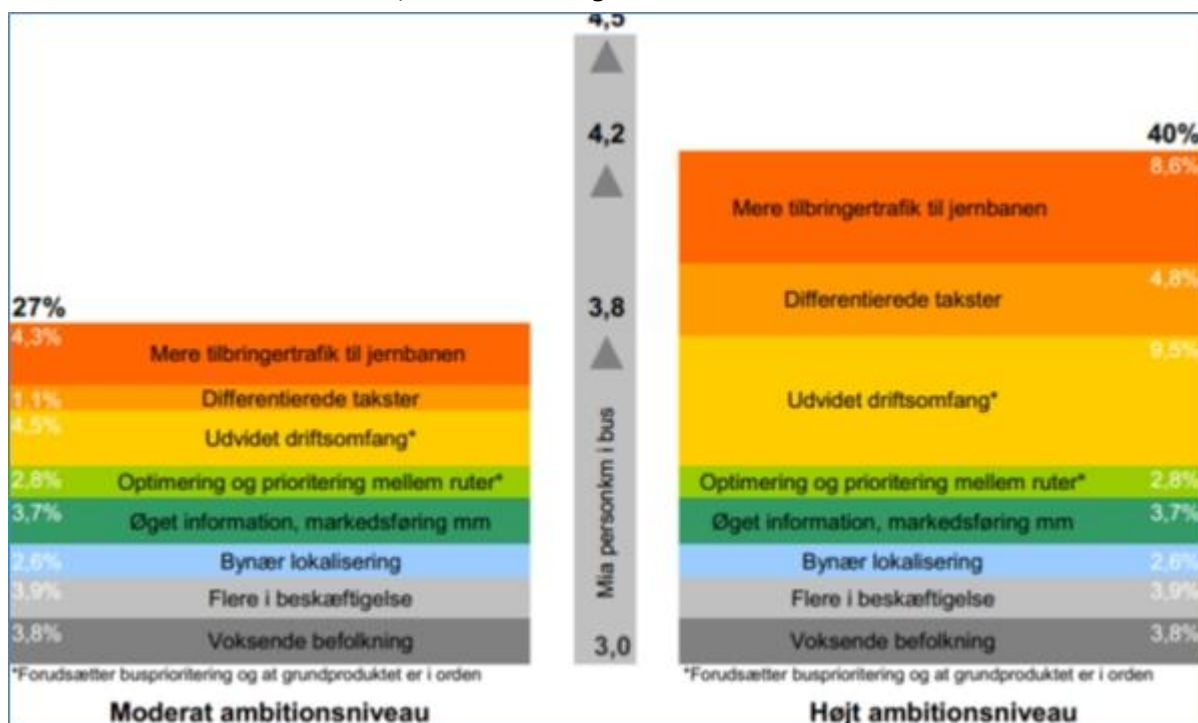 4,5
4,2
40%
8,6%
Mere tilbringertrafik til jernbanen
4,8%
Differentierede takster
27%
3,8
4,3%
Mere tilbringertrafik til jernbanen
9,5%
1.1%
Differentierede takster
Udvidet driftsomfang*
4,5%
Udvidet driftsomfang*
2,8%
Optimering og prioritering mellem ruter*
Optimering og prioritering mellem ruter*
2,8%
3,7%
Øget information, markedsføring mm
Øget information, markedsføring mm
3,7%
Mia personkm i bus
2,6%
Bynær lokalisering
Bynær lokalisering
2,6%
3,9%
Flere i beskæftigelse
Flere i beskæftigelse
3,9%
3,8%
Voksende befolkning
3,0
Voksende befolkning
3,8%
*Forudsætter busprioritering og at grundproduktet er i orden
*Forudsætter busprioritering og at grundproduktet er i orden
Moderat ambitionsniveau
Højt ambitionsniveau